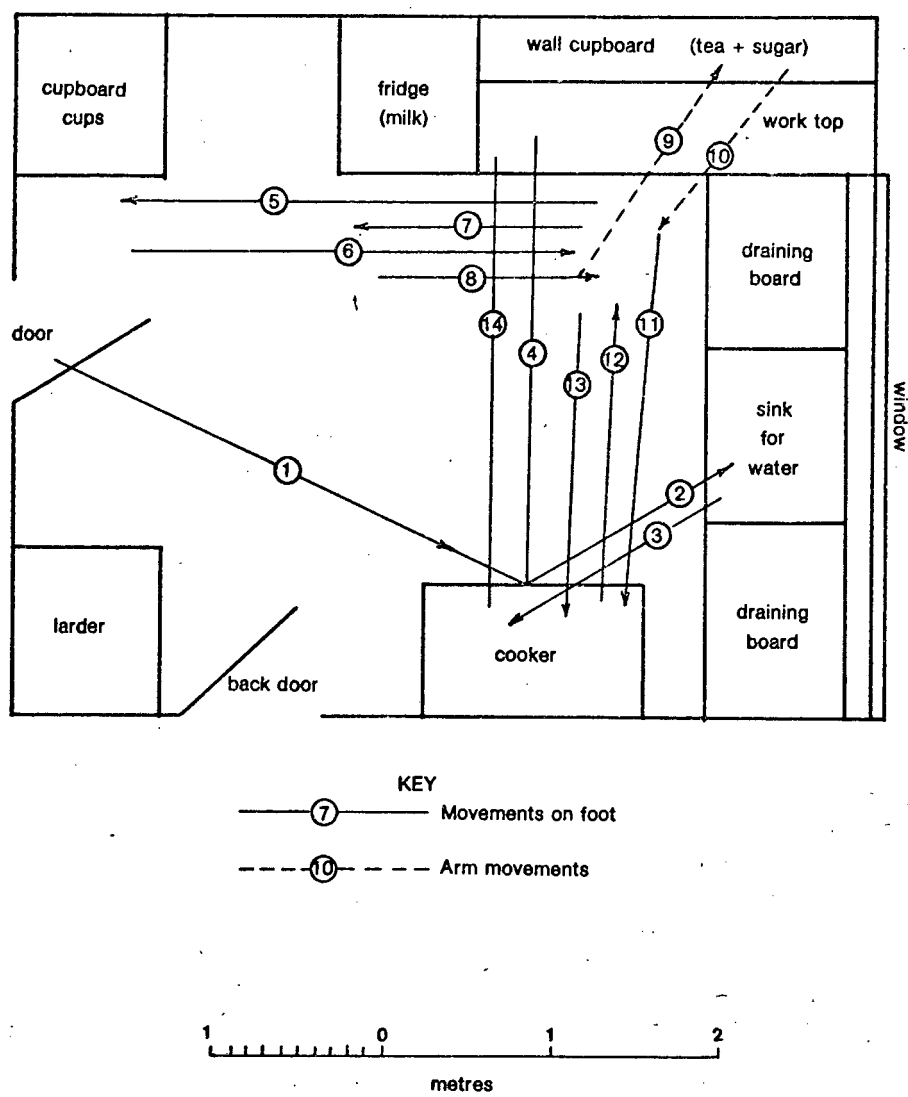 wall cupboard (tea + sugar)
cupboard
cups
fridge
(milk)
work top
9
10
5
7
6
8
draining
board
14
4
13
12
11
door
sink
for
water
window
1
2
3
larder
back door
cooker
draining
board
KEY
7 Movements on foot
10 Arm movements
1 0 1 2
metres